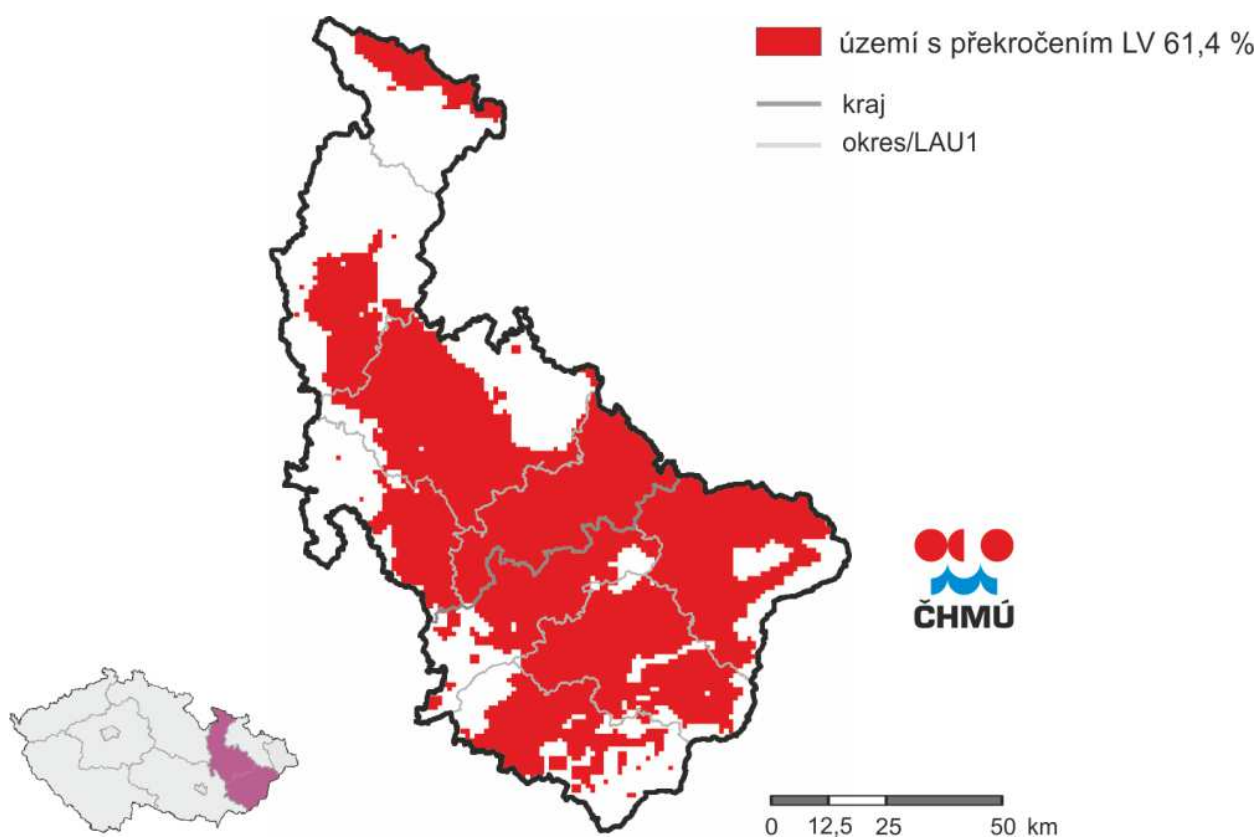 území s překročením LV 61,4 %
kraj
okres/LAU1
ČHMÚ
0 12,5 25 50 km